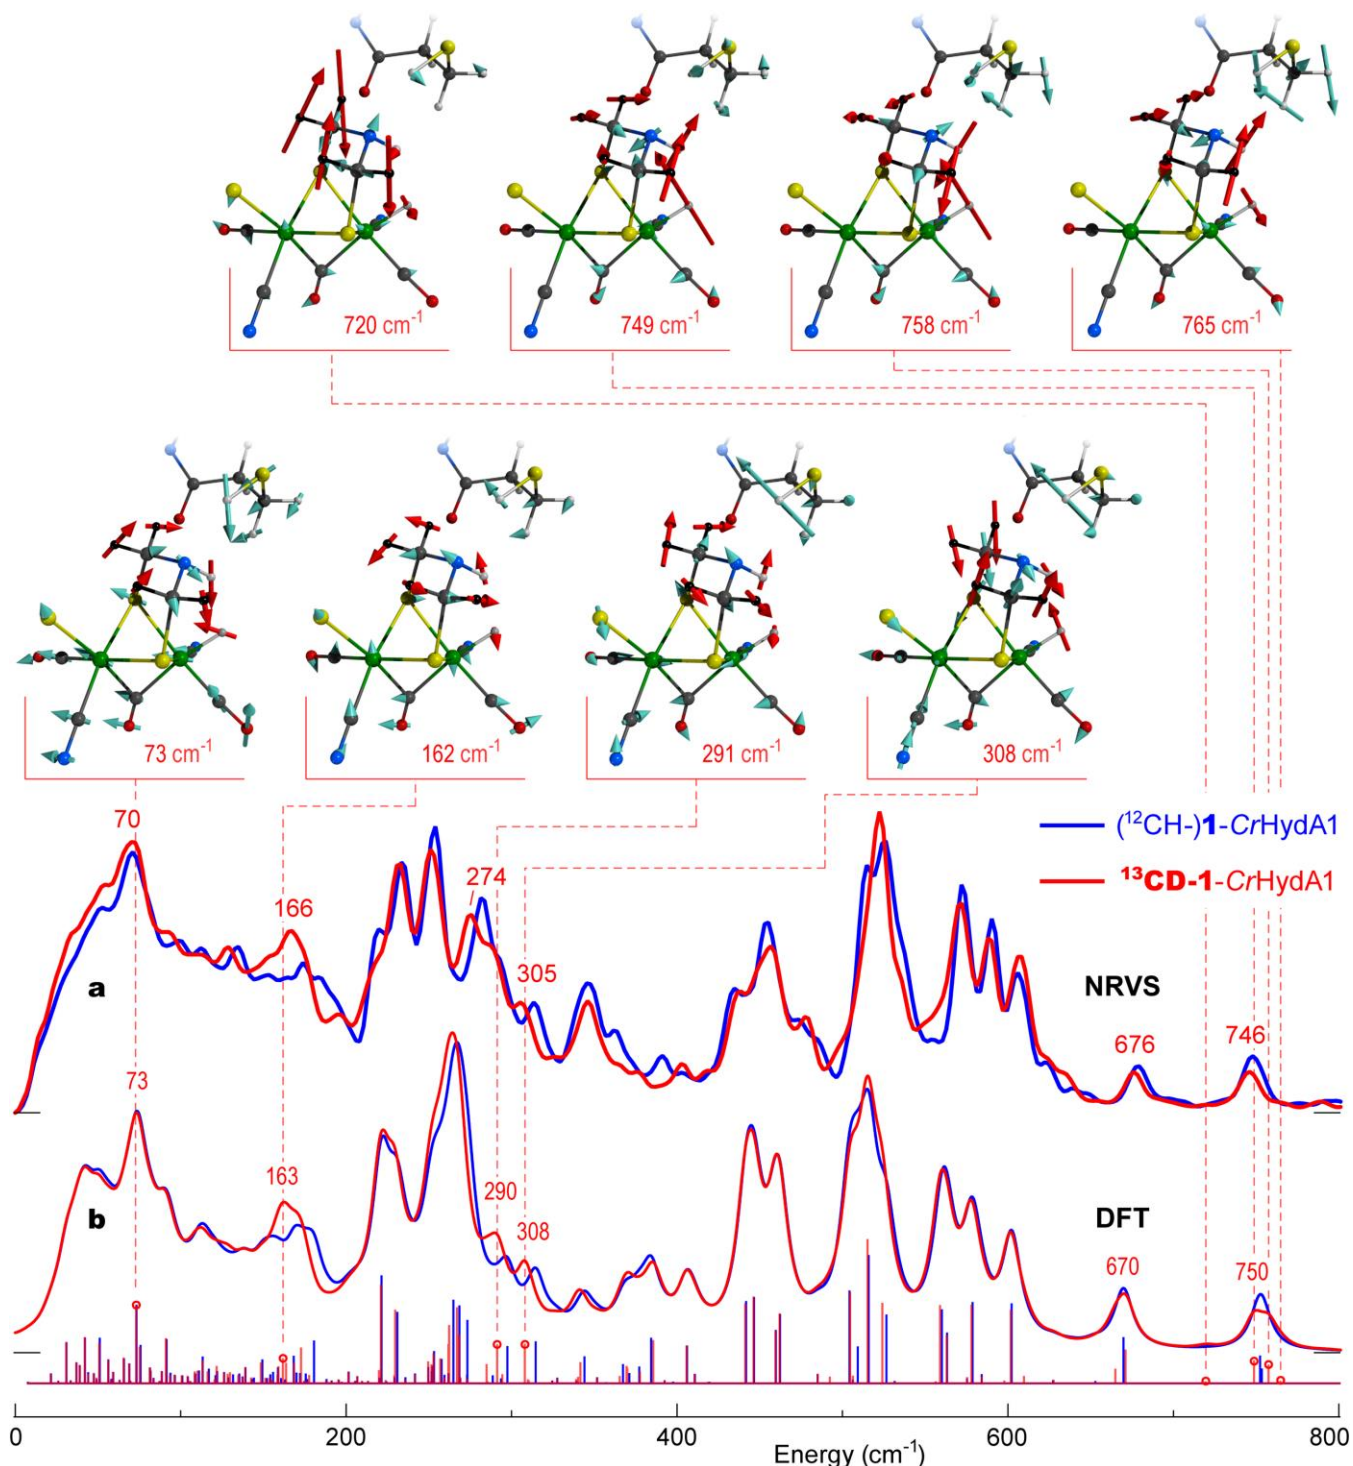 720 cm⁻¹
749 cm⁻¹
758 cm⁻¹
765 cm⁻¹
73 cm⁻¹
162 cm⁻¹
291 cm⁻¹
308 cm⁻¹
(¹²CH-)1-CrHydA1
¹³CD-1-CrHydA1
70
166
274
305
a
NRVS
676
746
73
163
290
308
b
DFT
670
750
0
200
400
600
800
Energy (cm⁻¹)